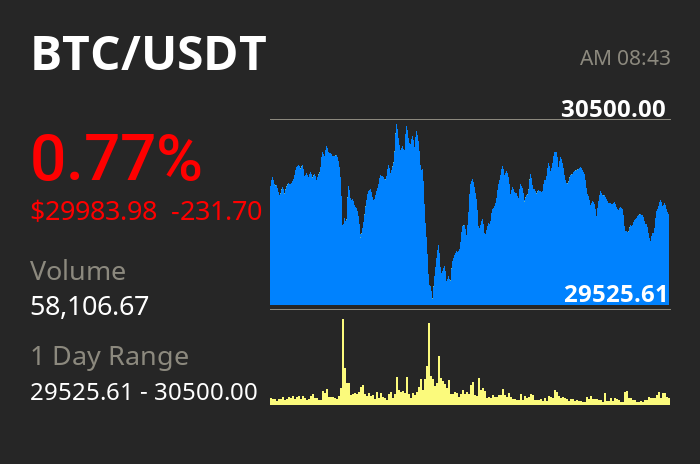 BTC/USDT
AM 08:43
30500.00
0.77%
$29983.98 -231.70
Volume
58,106.67
29525.61
1 Day Range
29525.61 - 30500.00